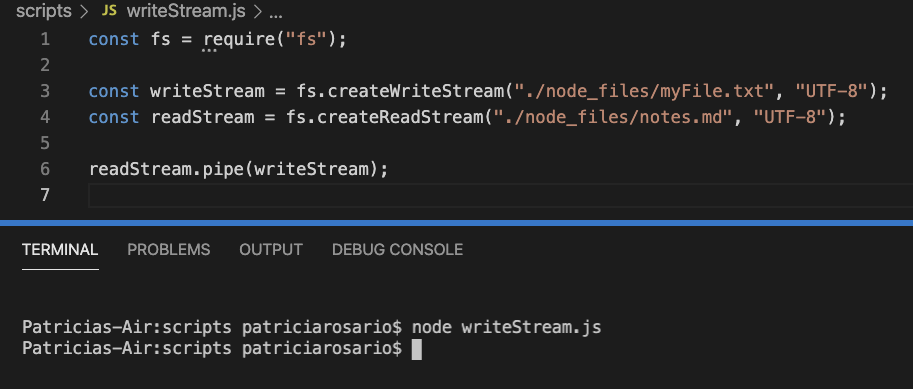 scripts > JS writeStream.js > ...
1 const fs = require("fs");
2
3 const writeStream = fs.createWriteStream("./node_files/myFile.txt", "UTF-8");
4 const readStream = fs.createReadStream("./node_files/notes.md", "UTF-8");
5
6 readStream.pipe(writeStream);
7
TERMINAL PROBLEMS OUTPUT DEBUG CONSOLE
Patricias-Air:scripts patriciarosario$ node writeStream.js
Patricias-Air:scripts patriciarosario$